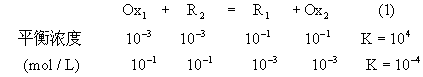 Ox₁ + R₂ = R₁ + Ox₂ (1)
平衡浓度 10⁻³ 10⁻³ 10⁻¹ 10⁻¹ K = 10⁴
(mol / L) 10⁻¹ 10⁻¹ 10⁻³ 10⁻³ K = 10⁻⁴